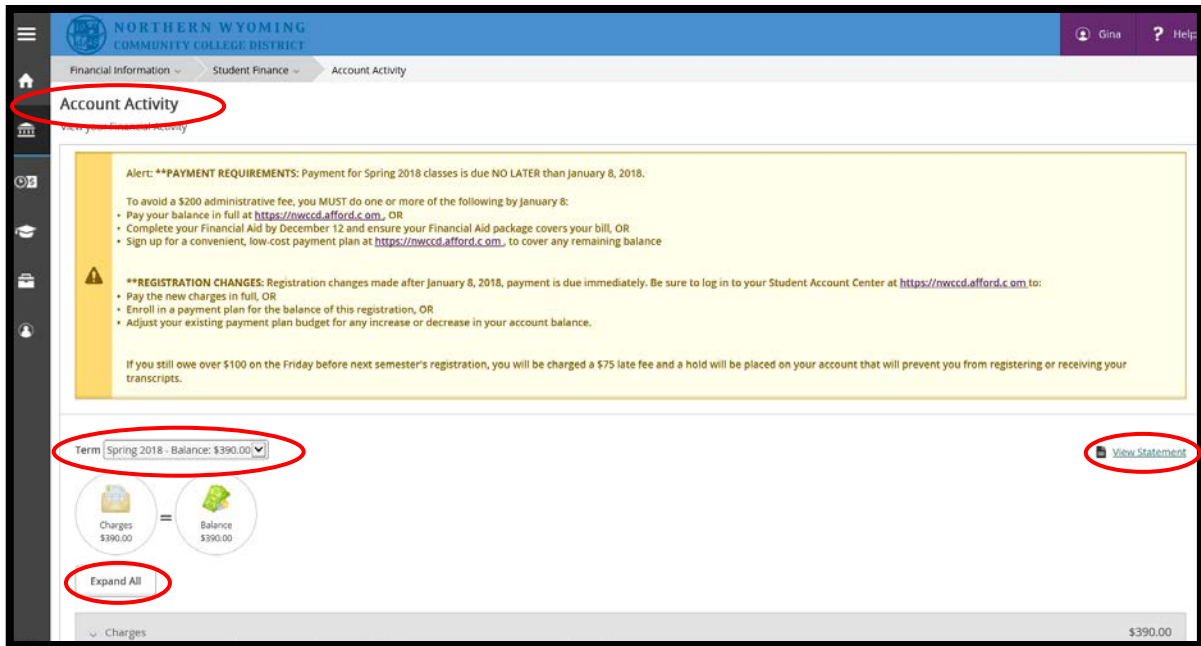 NORTHERN WYOMING
COMMUNITY COLLEGE DISTRICT
Gina
? Help
Financial Information
Student Finance
Account Activity
Account Activity
View your Financial Activity
Alert: **PAYMENT REQUIREMENTS: Payment for Spring 2018 classes is due NO LATER than January 8, 2018.
To avoid a $200 administrative fee, you MUST do one or more of the following by January 8:
• Pay your balance in full at https://nwccd.afford.c om , OR
• Complete your Financial Aid by December 12 and ensure your Financial Aid package covers your bill, OR
• Sign up for a convenient, low-cost payment plan at https://nwccd.afford.c om , to cover any remaining balance
**REGISTRATION CHANGES: Registration changes made after January 8, 2018, payment is due immediately. Be sure to log in to your Student Account Center at https://nwccd.afford.c om to:
• Pay the new charges in full, OR
• Enroll in a payment plan for the balance of this registration, OR
• Adjust your existing payment plan budget for any increase or decrease in your account balance.
If you still owe over $100 on the Friday before next semester's registration, you will be charged a $75 late fee and a hold will be placed on your account that will prevent you from registering or receiving your
transcripts.
Term Spring 2018 - Balance: $390.00
View Statement
Charges
$390.00
=
Balance
$390.00
Expand All
Charges
$390.00